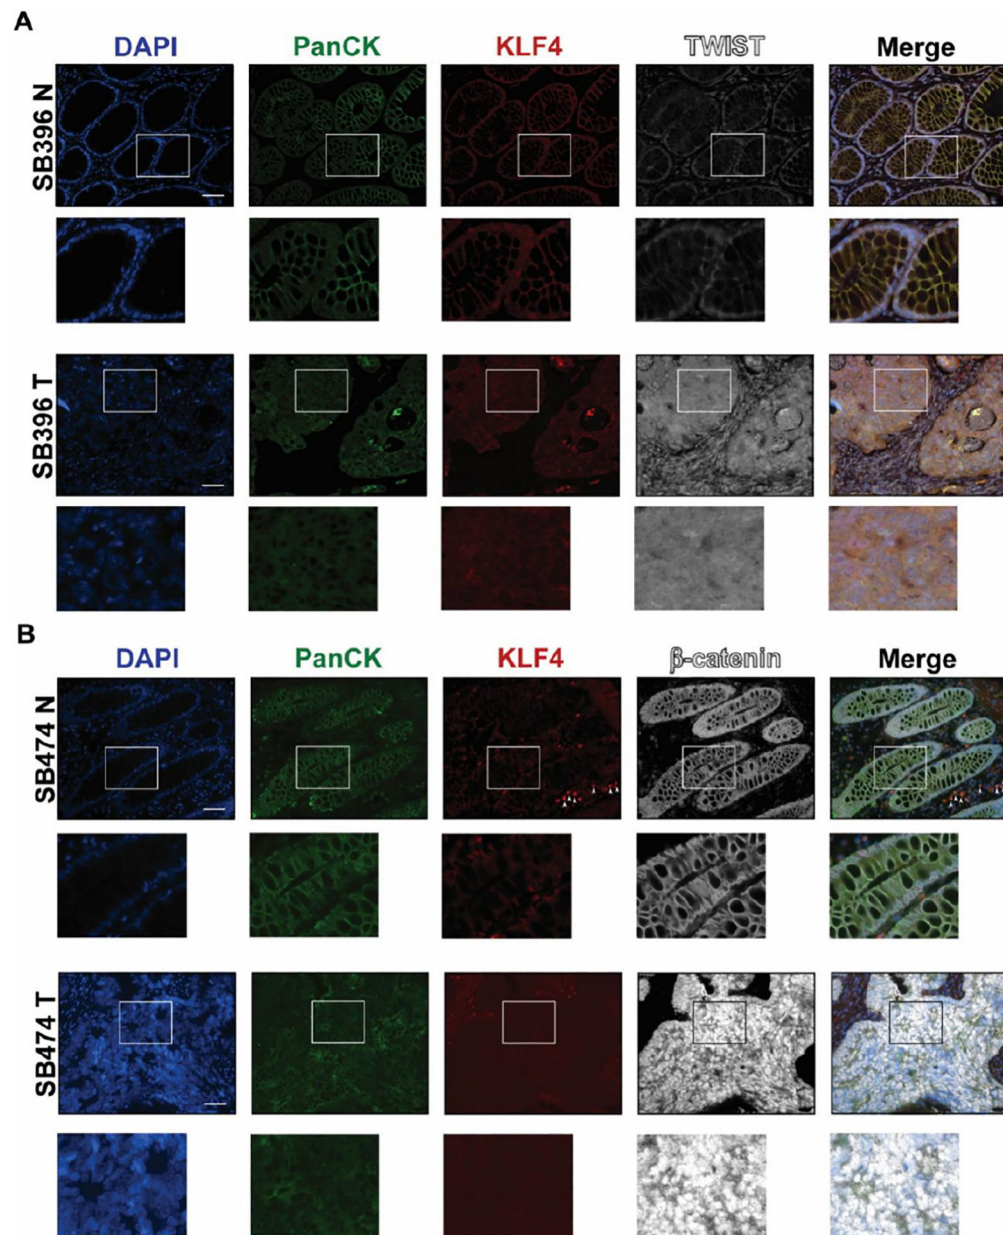 A
DAPI PanCK KLF4 TWIST Merge
SB396 N
SB396 T
B
DAPI PanCK KLF4 β-catenin Merge
SB474 N
SB474 T